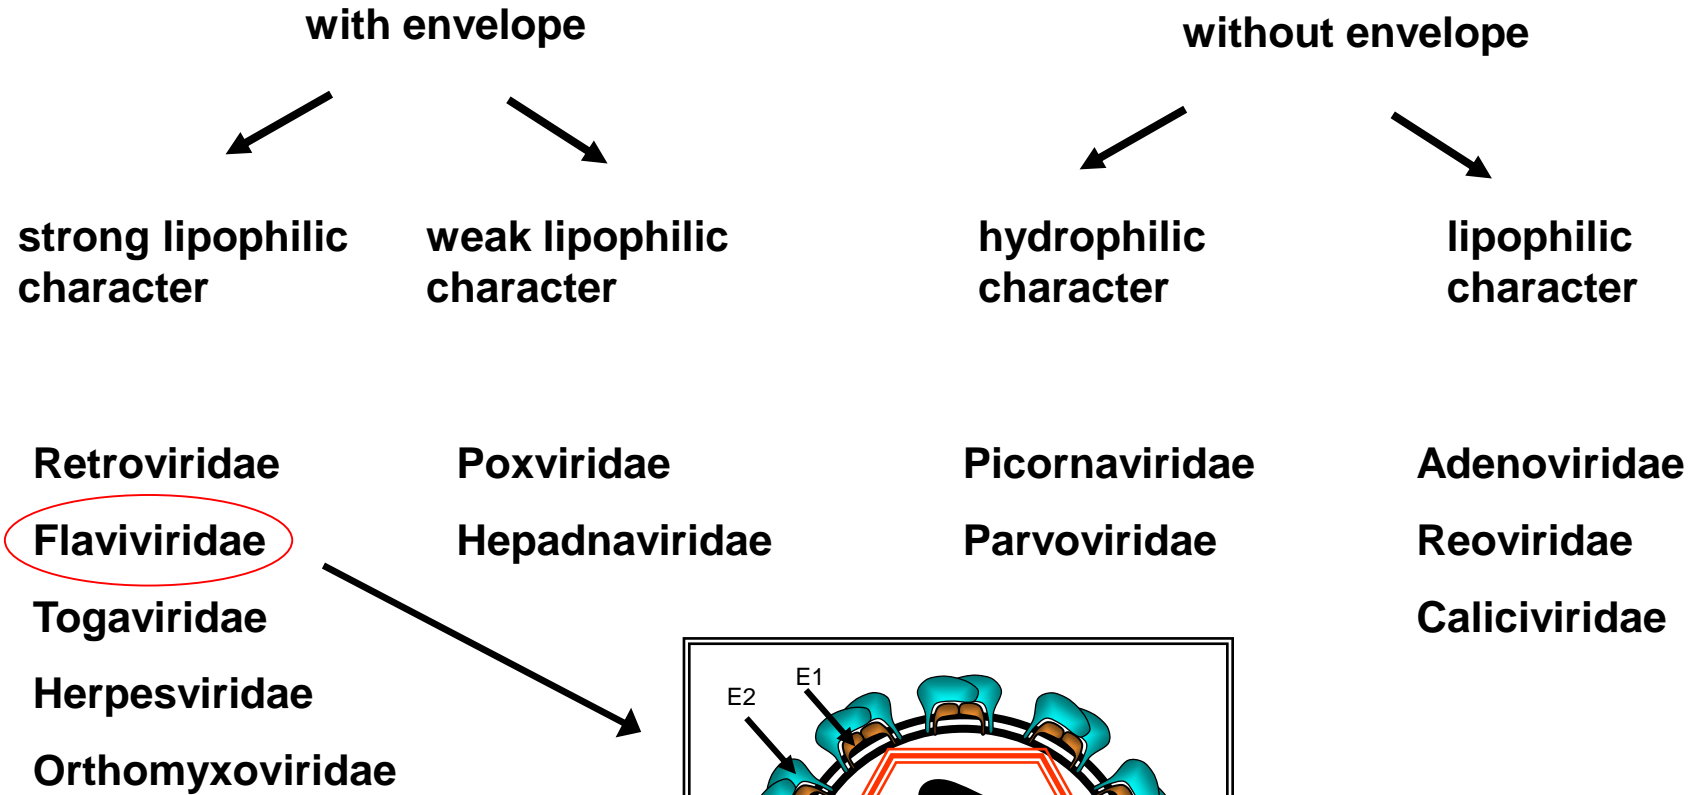 with envelope
without envelope
strong lipophilic
character
weak lipophilic
character
hydrophilic
character
lipophilic
character
Retroviridae
Flaviviridae
Togaviridae
Herpesviridae
Orthomyxoviridae
Poxviridae
Hepadnaviridae
Picornaviridae
Parvoviridae
Adenoviridae
Reoviridae
Caliciviridae
E1
E2